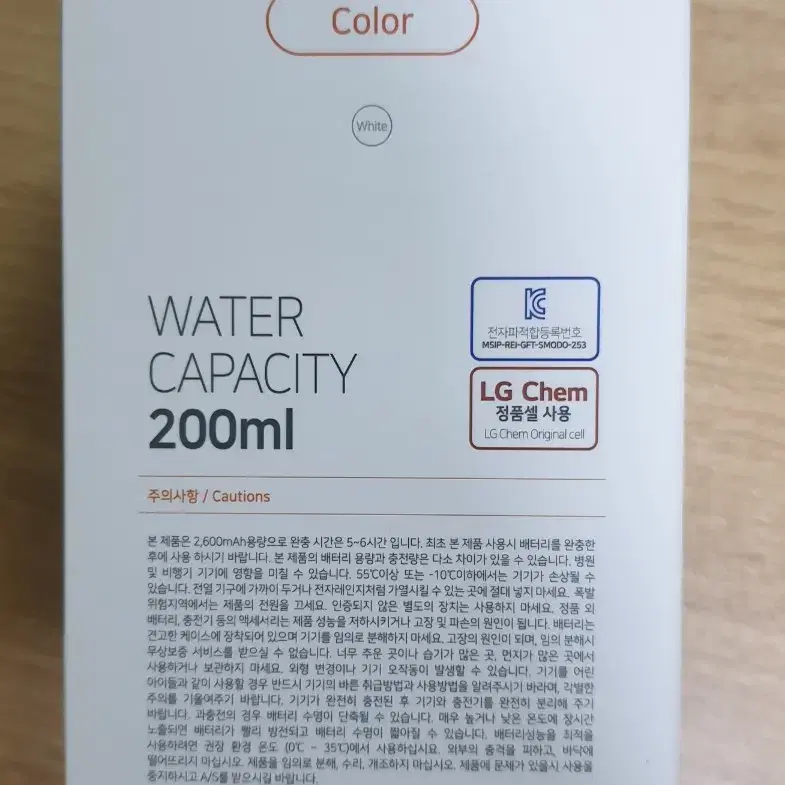 Color
White
WATER
CAPACITY
200ml
전자파적합등록번호
MSIP-REI-GFT-SMODO-253
LG Chem
정품셀 사용
LG Chem Original cell
주의사항 / Cautions
본 제품은 2,600mAh용량으로 완충 시간은 5~6시간 입니다. 최초 본 제품 사용시 배터리를 완충한
후에 사용 하시기 바랍니다. 본 제품의 배터리 용량과 충전량은 다소 차이가 있을 수 있습니다. 병원
및 비행기 기기에 영향을 미칠 수 있습니다. 55℃이상 또는 -10℃이하에서는 기기가 손상될 수
있습니다. 전열 기구에 가까이 두거나 전자레인지처럼 가열시킬 수 있는 곳에 절대 넣지 마세요. 폭발
위험지역에서는 제품의 전원을 끄세요. 인증되지 않은 별도의 장치는 사용하지 마세요. 정품 외
배터리, 충전기 등의 액세서리는 제품 성능을 저하시키거나 고장 및 파손의 원인이 됩니다. 배터리는
견고한 케이스에 장착되어 있으며 기기를 임의로 분해하지 마세요. 고장의 원인이 되며, 임의 분해시
무상보증 서비스를 받으실 수 없습니다. 너무 추운 곳이나 습기가 많은 곳, 먼지가 많은 곳에서
사용하거나 보관하지 마세요. 외형 변경이나 기기 오작동이 발생할 수 있습니다. 기기를 어린
아이들과 같이 사용할 경우 반드시 기기의 바른 취급방법과 사용방법을 알려주시기 바라며, 각별한
주의를 기울여주기 바랍니다. 기기가 완전히 충전된 후 기기와 충전기를 완전히 분리해 주기
바랍니다. 과충전의 경우 배터리 수명이 단축될 수 있습니다. 매우 높거나 낮은 온도에 장시간
노출되면 배터리가 빨리 방전되고 배터리 수명이 짧아질 수 있습니다. 배터리성능을 최적을
사용하려면 권장 환경 온도 (0℃ ~ 35℃)에서 사용하십시요. 외부의 충격을 피하고, 바닥에
떨어뜨리지 마십시오. 제품을 임의로 분해, 수리, 개조하지 마십시오. 제품에 문제가 있을시 사용을
중지하시고 A/S를 받으시길 바랍니다.